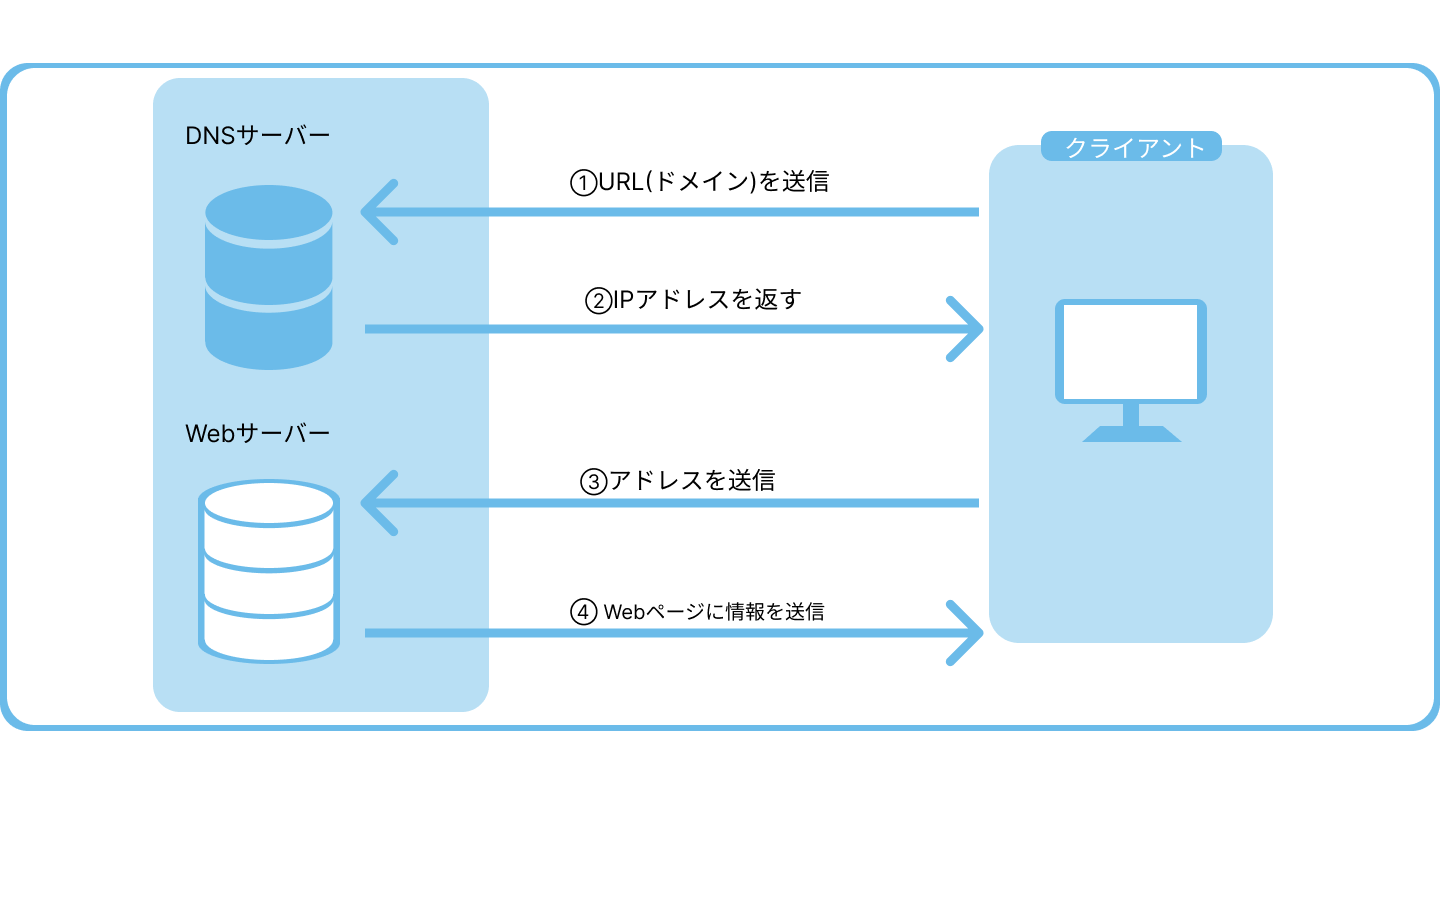 DNSサーバー
クライアント
①URL(ドメイン)を送信
②IPアドレスを返す
Webサーバー
③アドレスを送信
④ Webページに情報を送信